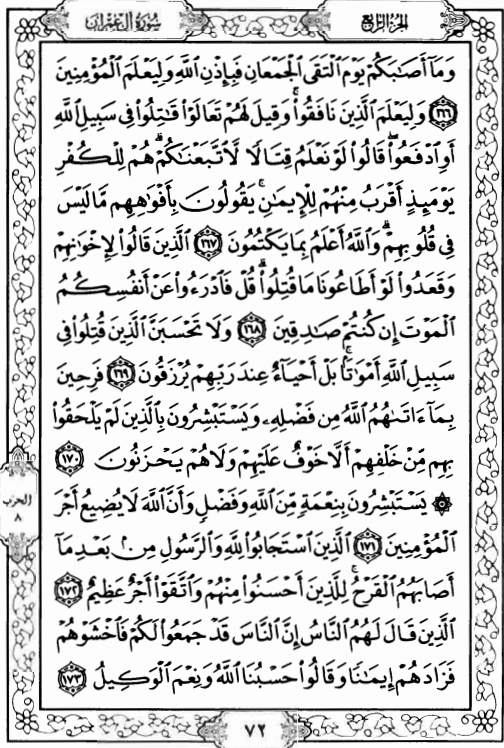 الجزء الرابع
سورة آل عمران
وَمَآ أَصَٰبَكُمۡ يَوۡمَ ٱلۡتَقَى ٱلۡجَمۡعَانِ فَبِإِذۡنِ ٱللَّهِ وَلِيَعۡلَمَ ٱلۡمُؤۡمِنِينَ
١٦٦ وَلِيَعۡلَمَ ٱلَّذِينَ نَافَقُواْۚ وَقِيلَ لَهُمۡ تَعَالَوۡاْ قَٰتِلُواْ فِي سَبِيلِ ٱللَّهِ
أَوِ ٱدۡفَعُواْۖ قَالُواْ لَوۡ نَعۡلَمُ قِتَالٗا لَّٱتَّبَعۡنَٰكُمۡۗ هُمۡ لِلۡكُفۡرِ
يَوۡمَئِذٍ أَقۡرَبُ مِنۡهُمۡ لِلۡإِيمَٰنِۚ يَقُولُونَ بِأَفۡوَٰهِهِم مَّا لَيۡسَ
فِي قُلُوبِهِمۡۚ وَٱللَّهُ أَعۡلَمُ بِمَا يَكۡتُمُونَ ١٦٧ ٱلَّذِينَ قَالُواْ لِإِخۡوَٰنِهِمۡ
وَقَعَدُواْ لَوۡ أَطَاعُونَا مَا قُتِلُواْۗ قُلۡ فَٱدۡرَءُواْ عَنۡ أَنفُسِكُمُ
ٱلۡمَوۡتَ إِن كُنتُمۡ صَٰدِقِينَ ١٦٨ وَلَا تَحۡسَبَنَّ ٱلَّذِينَ قُتِلُواْ فِي
سَبِيلِ ٱللَّهِ أَمۡوَٰتَۢاۚ بَلۡ أَحۡيَآءٌ عِندَ رَبِّهِمۡ يُرۡزَقُونَ ١٦٩ فَرِحِينَ
بِمَآ ءَاتَىٰهُمُ ٱللَّهُ مِن فَضۡلِهِۦ وَيَسۡتَبۡشِرُونَ بِٱلَّذِينَ لَمۡ يَلۡحَقُواْ
بِهِم مِّنۡ خَلۡفِهِمۡ أَلَّا خَوۡفٌ عَلَيۡهِمۡ وَلَا هُمۡ يَحۡزَنُونَ ١٧٠
۞ يَسۡتَبۡشِرُونَ بِنِعۡمَةٖ مِّنَ ٱللَّهِ وَفَضۡلٖ وَأَنَّ ٱللَّهَ لَا يُضِيعُ أَجۡرَ
ٱلۡمُؤۡمِنِينَ ١٧١ ٱلَّذِينَ ٱسۡتَجَابُواْ لِلَّهِ وَٱلرَّسُولِ مِنۢ بَعۡدِ مَآ
أَصَابَهُمُ ٱلۡقَرۡحُۚ لِلَّذِينَ أَحۡسَنُواْ مِنۡهُمۡ وَٱتَّقَوۡاْ أَجۡرٌ عَظِيمٌ ١٧٢
ٱلَّذِينَ قَالَ لَهُمُ ٱلنَّاسُ إِنَّ ٱلنَّاسَ قَدۡ جَمَعُواْ لَكُمۡ فَٱخۡشَوۡهُمۡ
فَزَادَهُمۡ إِيمَٰنٗا وَقَالُواْ حَسۡبُنَا ٱللَّهُ وَنِعۡمَ ٱلۡوَكِيلُ ١٧٣
الحزب
٨
٧٢